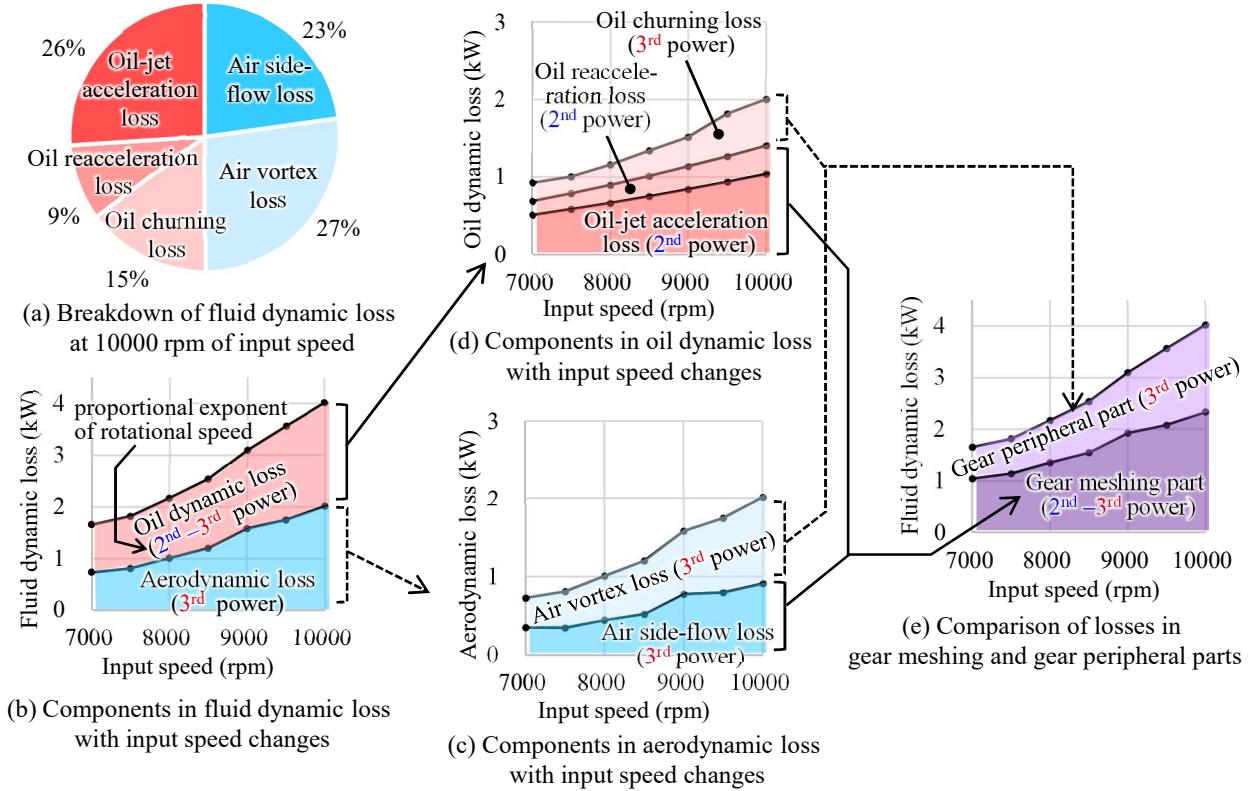 26%
23%
Oil-jet
acceleration
loss
Air side-
flow loss
Oil reacceleration
loss
Air vortex
loss
9%
Oil churning
loss
27%
15%
(a) Breakdown of fluid dynamic loss
at 10000 rpm of input speed
Fluid dynamic loss (kW)
4
3
2
1
0
proportional exponent
of rotational speed
Oil dynamic loss
(2nd –3rd power)
Aerodynamic loss
(3rd power)
7000
8000
9000
10000
Input speed (rpm)
(b) Components in fluid dynamic loss
with input speed changes
Oil dynamic loss (kW)
3
2
1
0
Oil churning loss
(3rd power)
Oil reaccele-
ration loss
(2nd power)
Oil-jet acceleration
loss (2nd power)
7000
8000
9000
10000
Input speed (rpm)
(d) Components in oil dynamic loss
with input speed changes
Aerodynamic loss (kW)
3
2
1
0
Air vortex loss (3rd power)
Air side-flow loss
(3rd power)
7000
8000
9000
10000
Input speed (rpm)
(c) Components in aerodynamic loss
with input speed changes
Fluid dynamic loss (kW)
4
3
2
1
0
Gear peripheral part (3rd power)
Gear meshing part
(2nd –3rd power)
7000
8000
9000
10000
Input speed (rpm)
(e) Comparison of losses in
gear meshing and gear peripheral parts